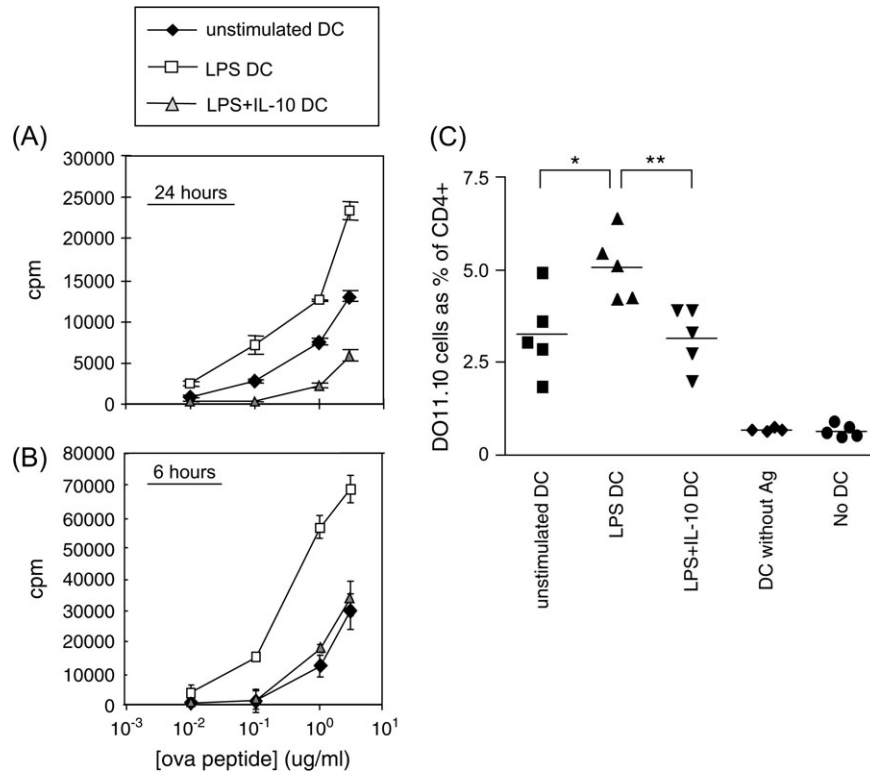 unstimulated DC
LPS DC
LPS+IL-10 DC
(A)
30000
25000
20000
15000
10000
5000
0
cpm
24 hours
(B)
80000
70000
60000
50000
40000
30000
20000
10000
0
cpm
6 hours
10-3 10-2 10-1 100 101
[ova peptide] (ug/ml)
(C)
* **
7.5
5.0
2.5
0
DO11.10 cells as % of CD4+
unstimulated DC
LPS DC
LPS+IL-10 DC
DC without Ag
No DC